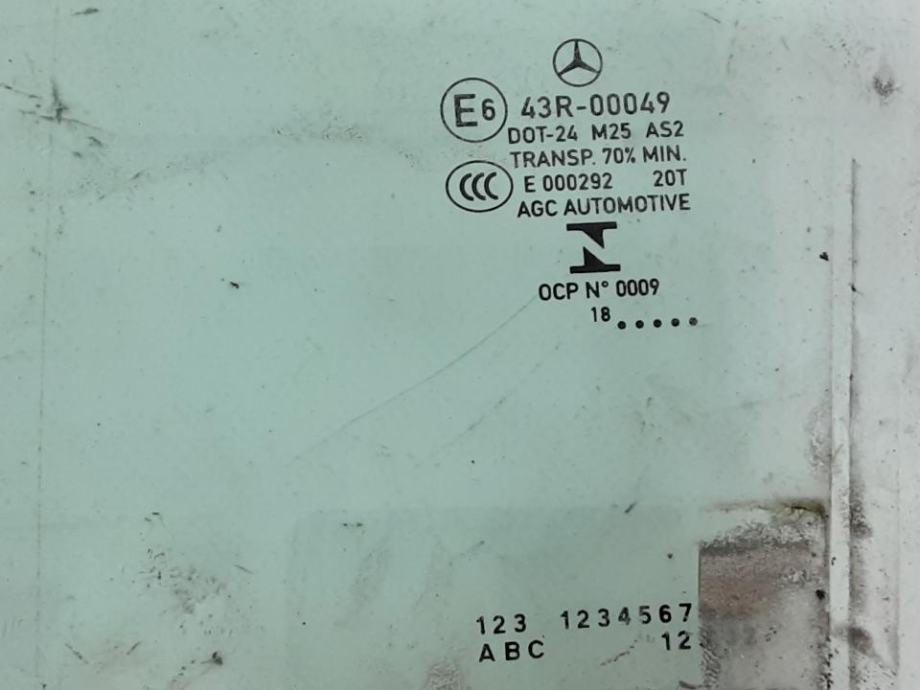 E6 43R-00049
DOT-24 M25 AS2
TRANSP. 70% MIN.
CCC E 000292 20T
AGC AUTOMOTIVE
OCP N° 0009
18 .....
123 1234567
ABC 12